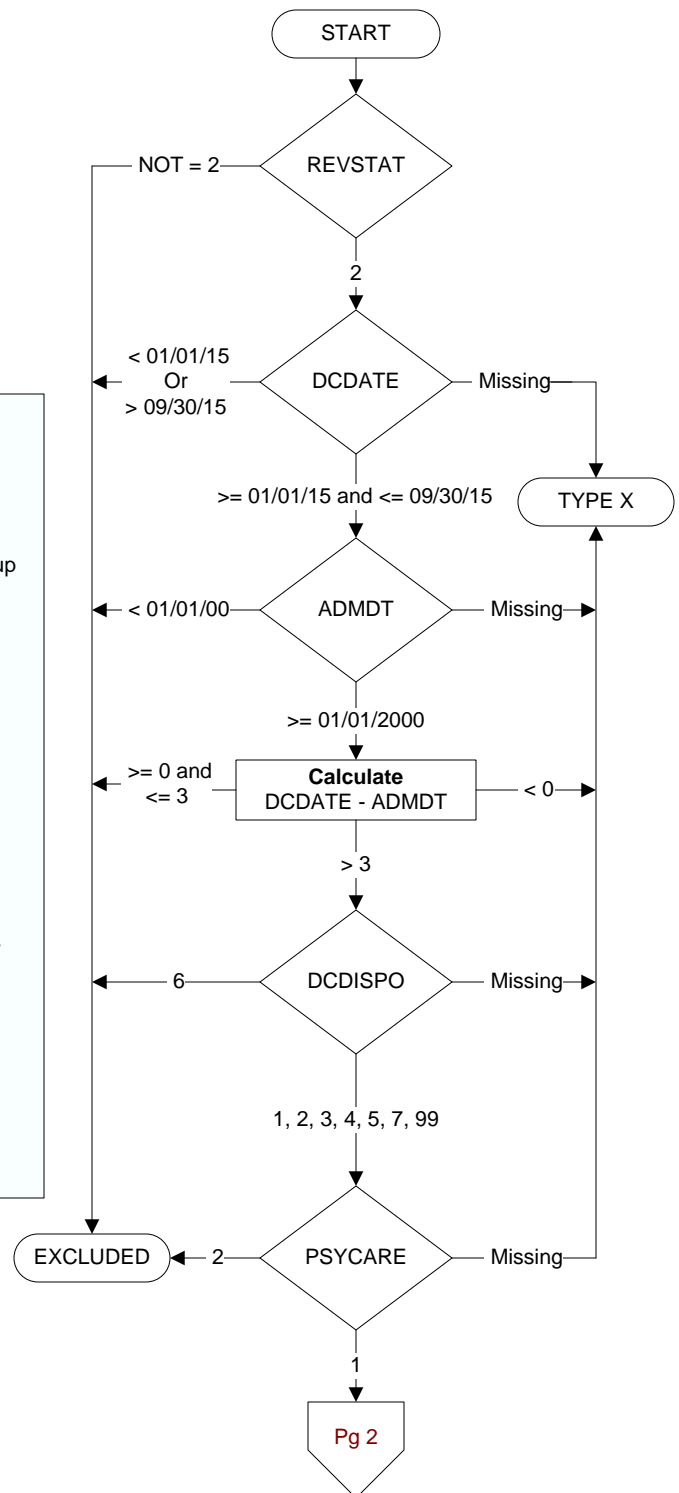 START
REVSTAT
NOT = 2
2
DCDATE
< 01/01/15
Or
> 09/30/15
Missing
>= 01/01/15 and <= 09/30/15
TYPE X
up
ADMDT
< 01/01/00
Missing
>= 01/01/2000
Calculate
DCDATE - ADMDT
>= 0 and
<= 3
< 0
> 3
DCDISPO
6
Missing
1, 2, 3, 4, 5, 7, 99
PSYCARE
EXCLUDED
2
Missing
1
Pg 2